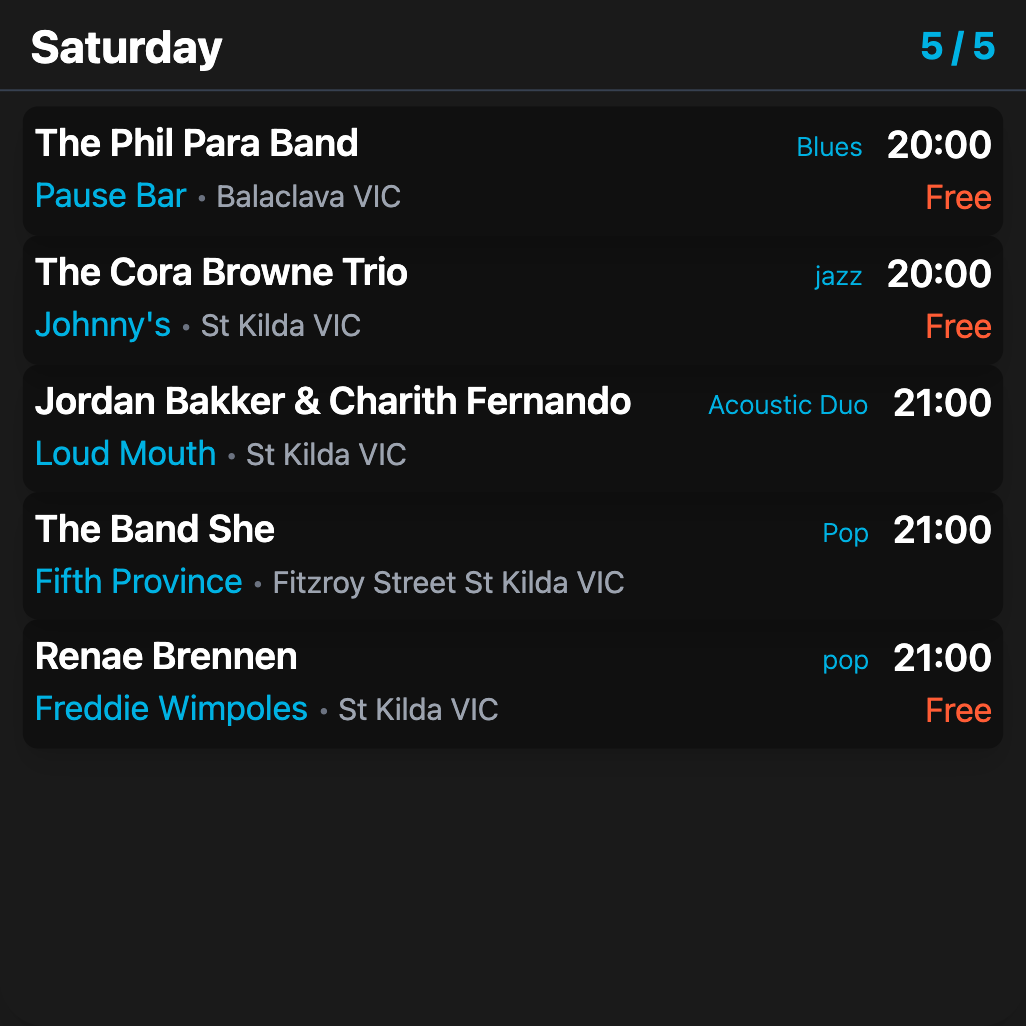 Saturday 5 / 5
The Phil Para Band Blues 20:00
Pause Bar • Balaclava VIC Free
The Cora Browne Trio jazz 20:00
Johnny's • St Kilda VIC Free
Jordan Bakker & Charith Fernando Acoustic Duo 21:00
Loud Mouth • St Kilda VIC
The Band She Pop 21:00
Fifth Province • Fitzroy Street St Kilda VIC
Renae Brennen pop 21:00
Freddie Wimpoles • St Kilda VIC Free